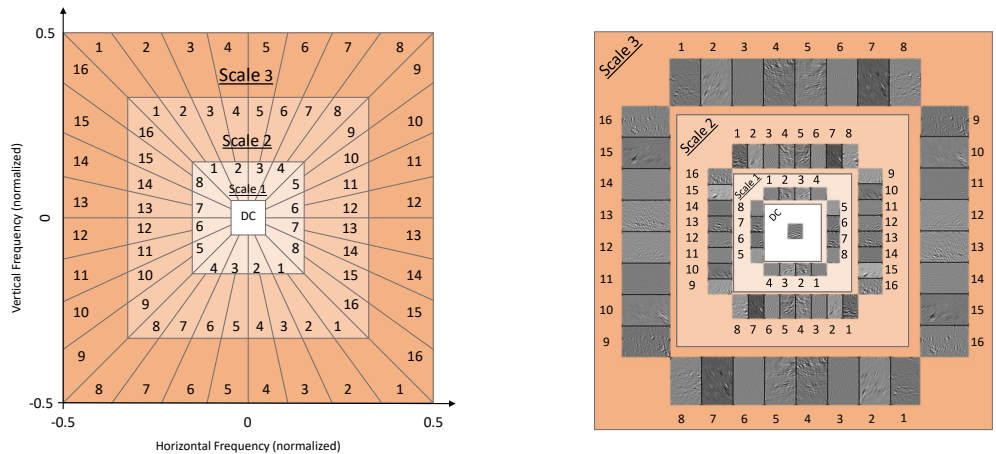 Vertical Frequency (normalized)
0.5
1 2 3 4 5 6 7 8
16 9
Scale 3
1 2 3 4 5 6 7 8
15 10
16 9
Scale 2
15 10
14 11
1 2 3 4
14 8 5 11
Scale 1
13 13 7 6 12 12
0 DC
12 12 6 7 13 13
5 8
11 14
4 3 2 1
11 10 15 14
9 16
10 15
8 7 6 5 4 3 2 1
9 16
8 7 6 5 4 3 2 1
-0.5
-0.5 0 0.5
Horizontal Frequency (normalized)
Scale 3
1 2 3 4 5 6 7 8
16 9
Scale 2
1 2 3 4 5 6 7 8
15 10
16 9
Scale 1
1 2 3 4
14 15 10 11
14 8 5 11
DC
13 13 7 6 12 12
12 12 6 7 13 13
11 5 8 14
11 10 15 14
9 4 3 2 1 16
10 15
8 7 6 5 4 3 2 1
9 16
8 7 6 5 4 3 2 1